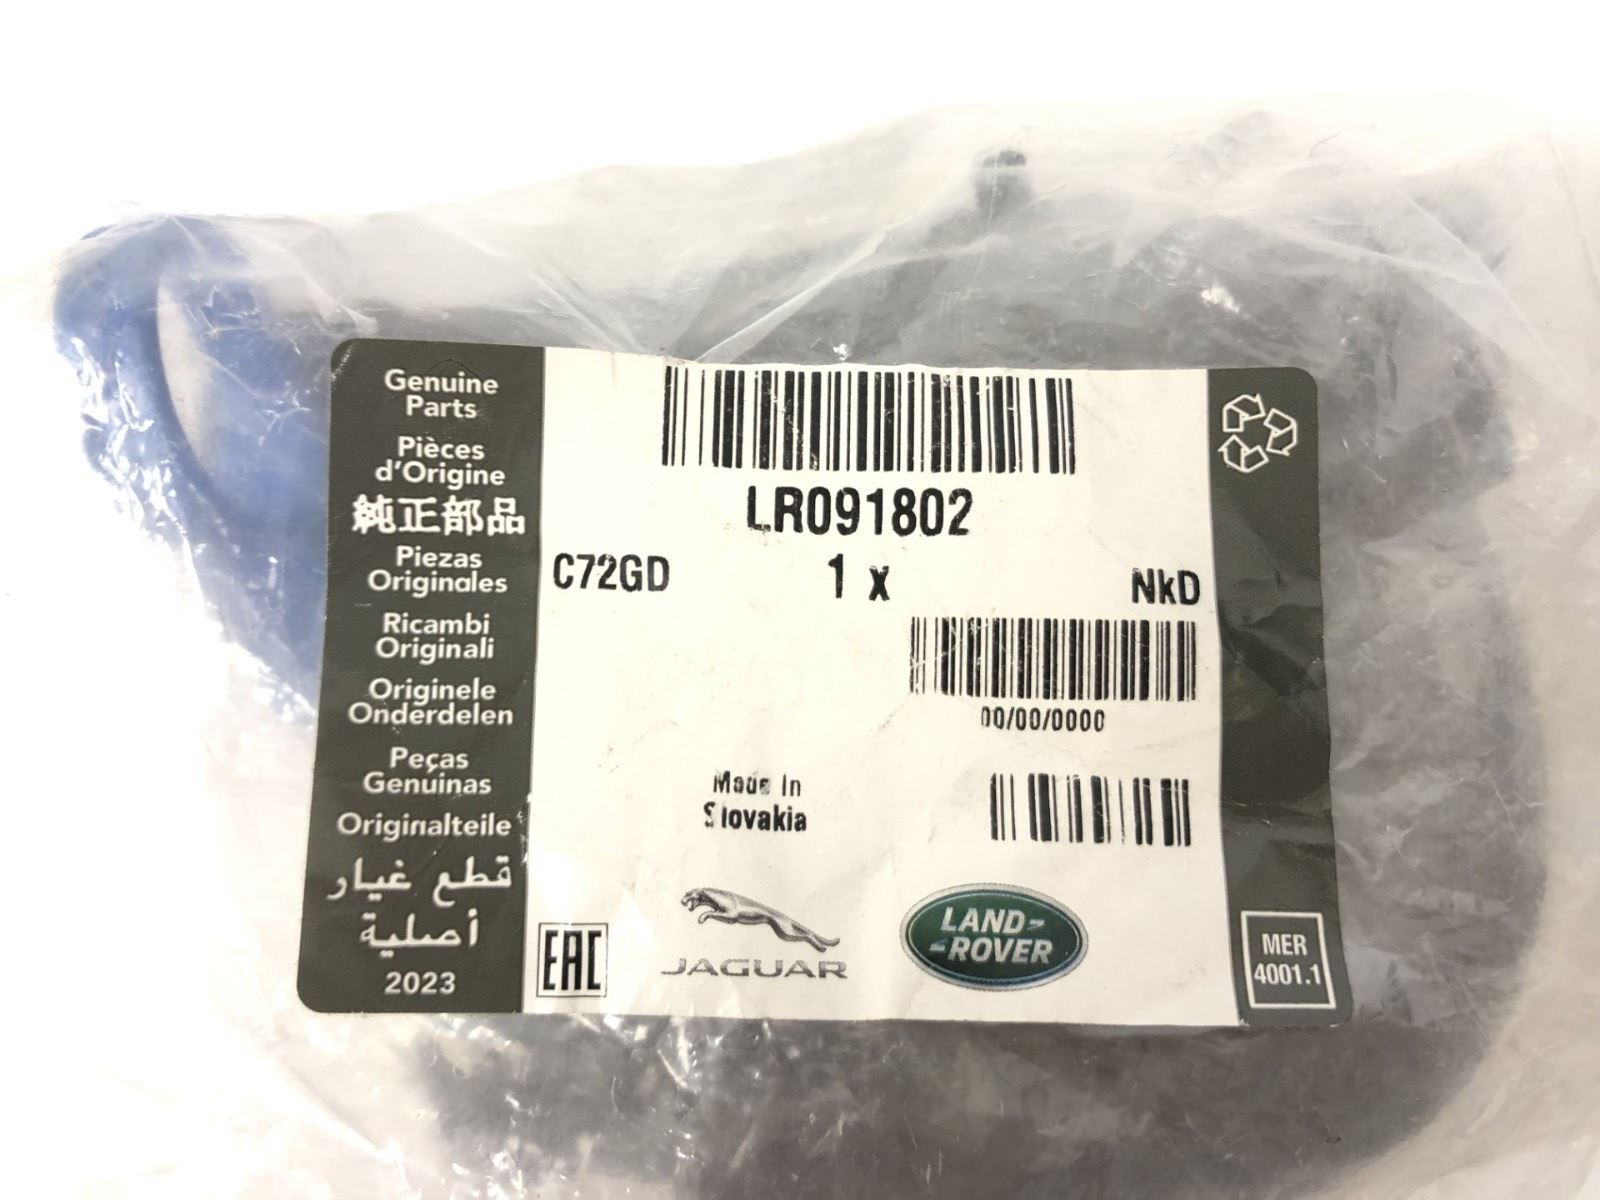 Genuine
Parts
Pièces
d'Origine
純正部品
Piezas
Originales
Ricambi
Originali
Originele
Onderdelen
Peças
Genuinas
Originalteile
قطع غيار
أصلية
2023
LR091802
C72GD 1 x NkD
00/00/0000
Made In
Slovakia
EAC
JAGUAR
LAND-
-ROVER
MER
4001.1